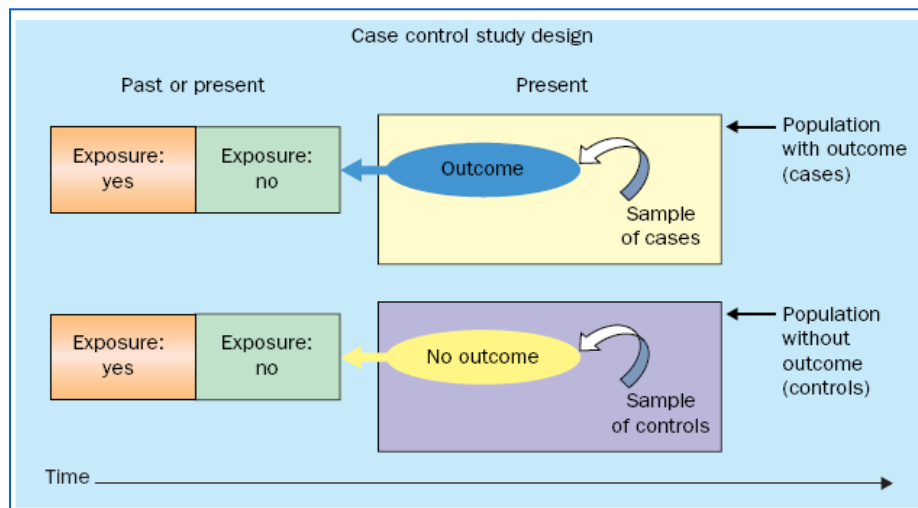 Case control study design
Past or present
Present
Exposure:
yes
Exposure:
no
Outcome
Sample
of cases
Population
with outcome
(cases)
Exposure:
yes
Exposure:
no
No outcome
Sample
of controls
Population
without
outcome
(controls)
Time